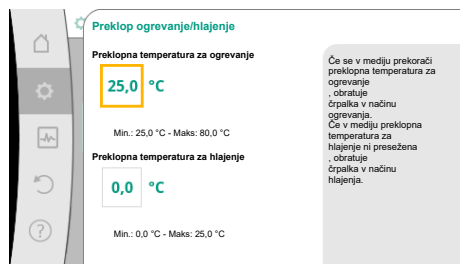 Preklop ogrevanje/hlajenje
Preklopna temperatura za ogrevanje
25,0 °C
Min.: 25,0 °C - Maks: 80,0 °C
Preklopna temperatura za hlajenje
0,0 °C
Min.: 0,0 °C - Maks: 25,0 °C
Če se v mediju prekorači
preklopna temperatura za
ogrevanje
, obratuje
črpalka v načinu
ogrevanja.
Če v mediju preklopna
temperatura za
hlajenje ni presežena
, obratuje
črpalka v načinu
hlajenja.
?